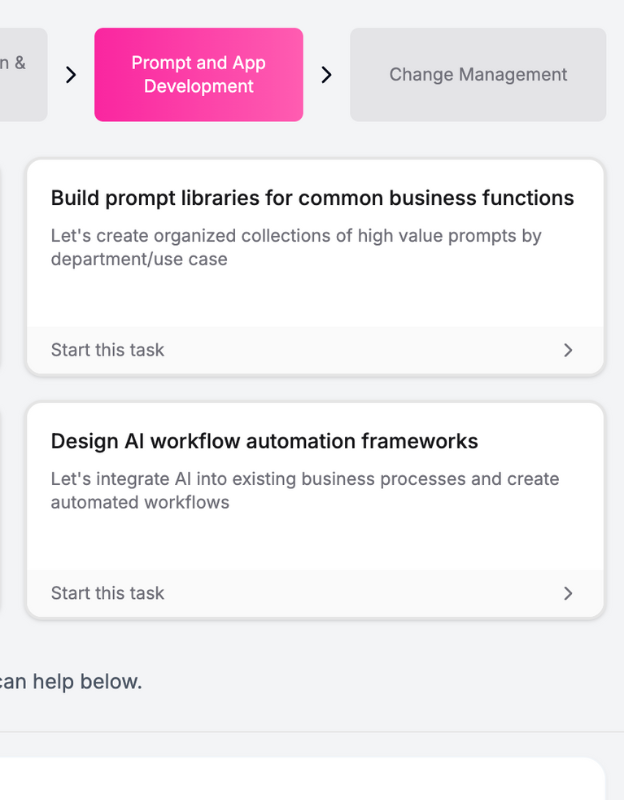 n &
Prompt and App
Development
Change Management
Build prompt libraries for common business functions
Let's create organized collections of high value prompts by
department/use case
Start this task
Design AI workflow automation frameworks
Let's integrate AI into existing business processes and create
automated workflows
Start this task
can help below.